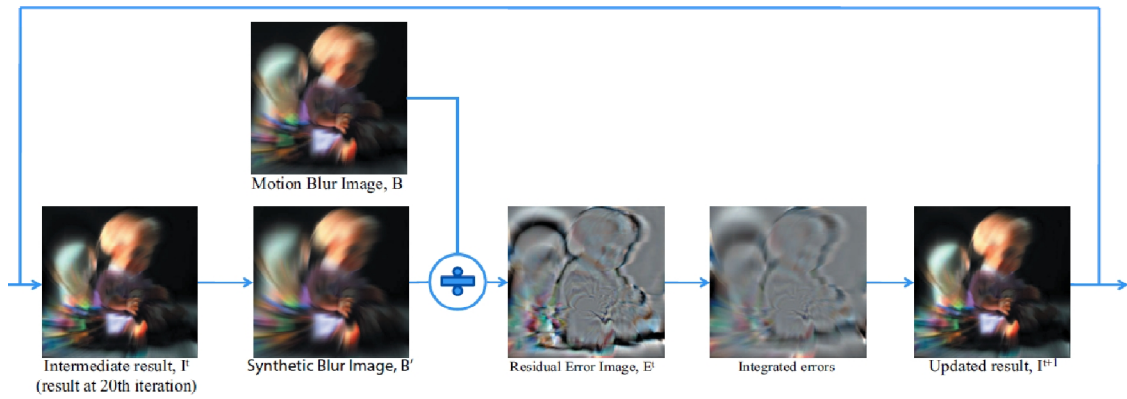 Motion Blur Image, B
Intermediate result, Iᵗ
(result at 20th iteration)
Synthetic Blur Image, B′
Residual Error Image, Eᵗ
Integrated errors
Updated result, Iᵗ⁺¹